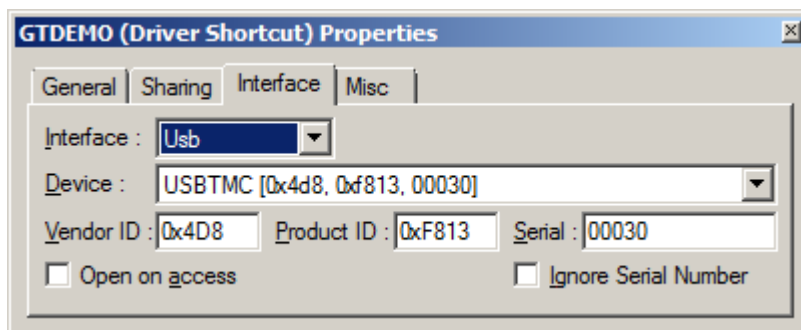 GTDEMO (Driver Shortcut) Properties
General Sharing Interface Misc
Interface : Usb
Device : USBTMC [0x4d8, 0xf813, 00030]
Vendor ID : 0x4D8 Product ID : 0xF813 Serial : 00030
Open on access Ignore Serial Number